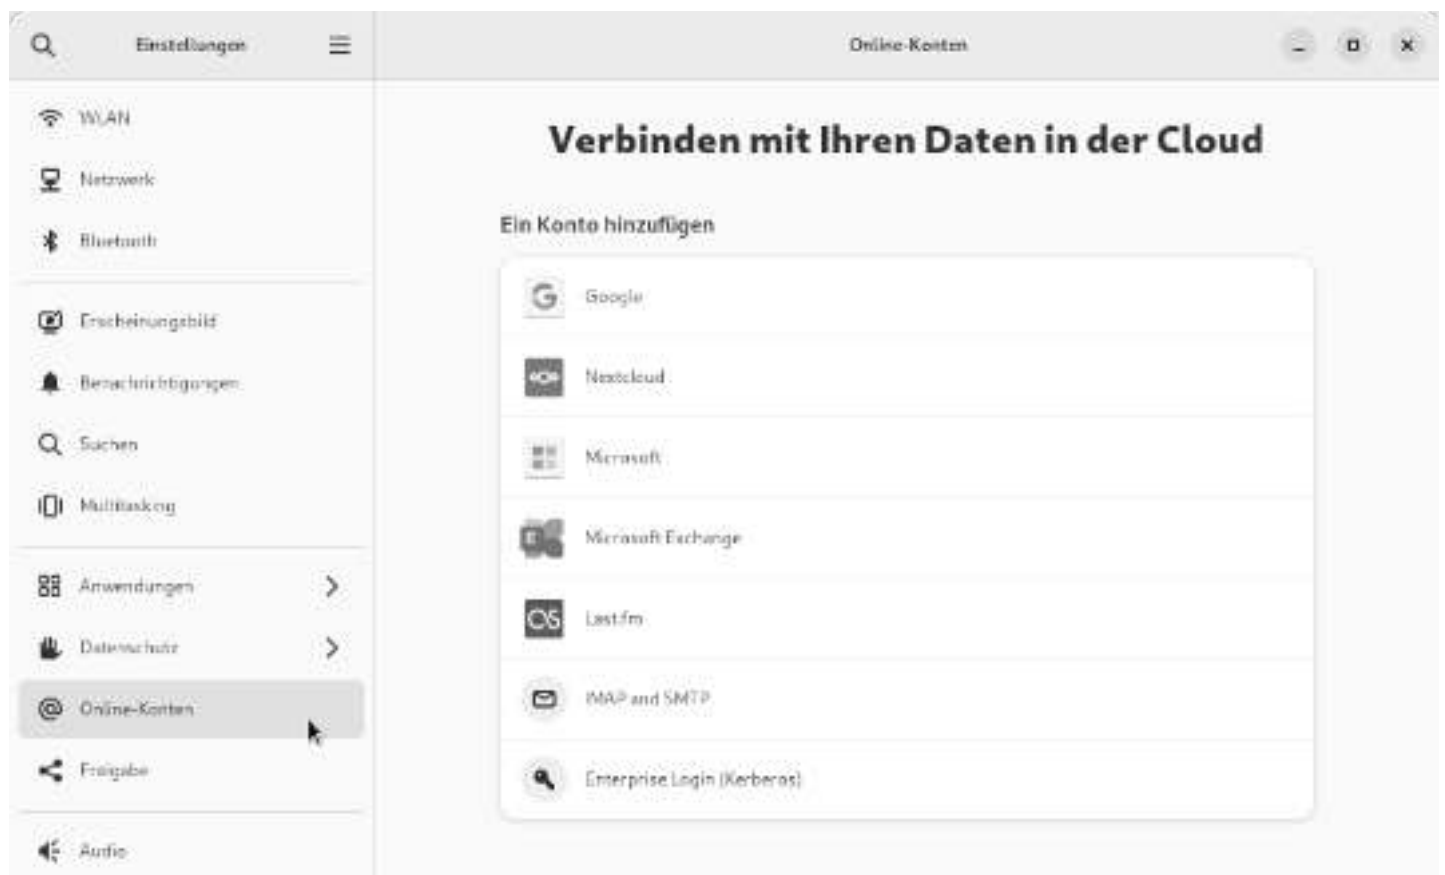 Einstellungen
Online-Konten
WLAN
Netzwerk
Bluetooth
Erscheinungsbild
Benachrichtigungen
Suchen
Multitasking
Anwendungen
Datenschutz
Online-Konten
Freigabe
Audio
Verbinden mit Ihren Daten in der Cloud
Ein Konto hinzufügen
Google
Nextcloud
Microsoft
Microsoft Exchange
Last.fm
IMAP and SMTP
Enterprise Login (Kerberos)